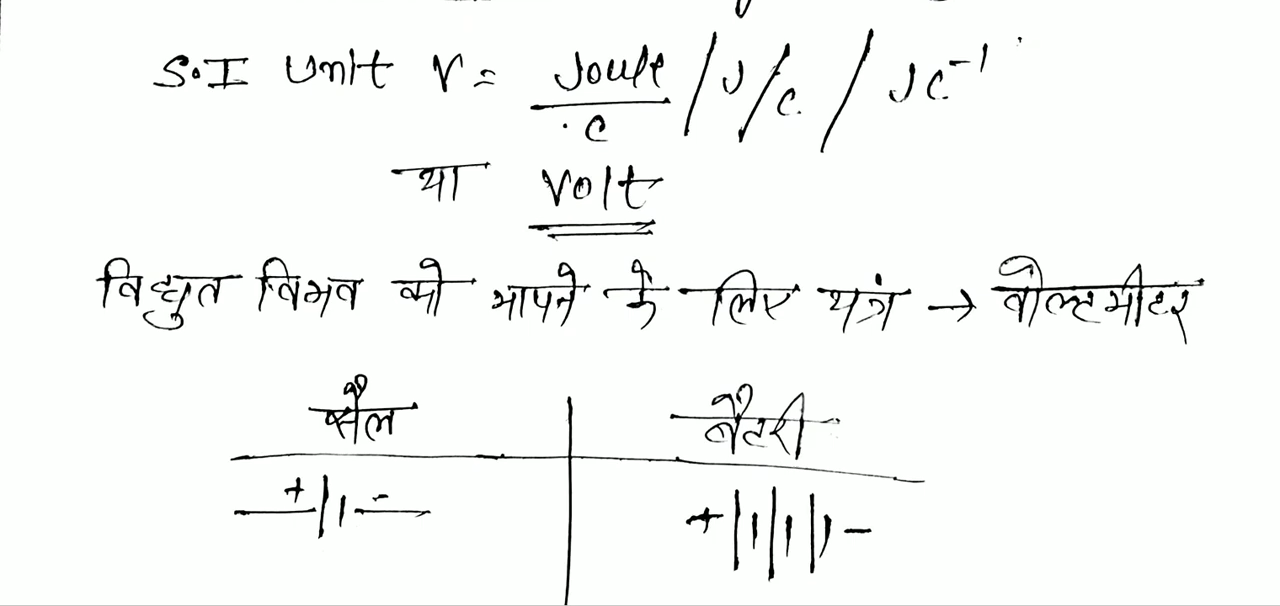 S.I Unit V = Joule/C / J/C / JC⁻¹
या Volt
विद्युत विभव को मापने के लिए यंत्र → वोल्टमीटर
सैल | बैटरी
+ - | + -